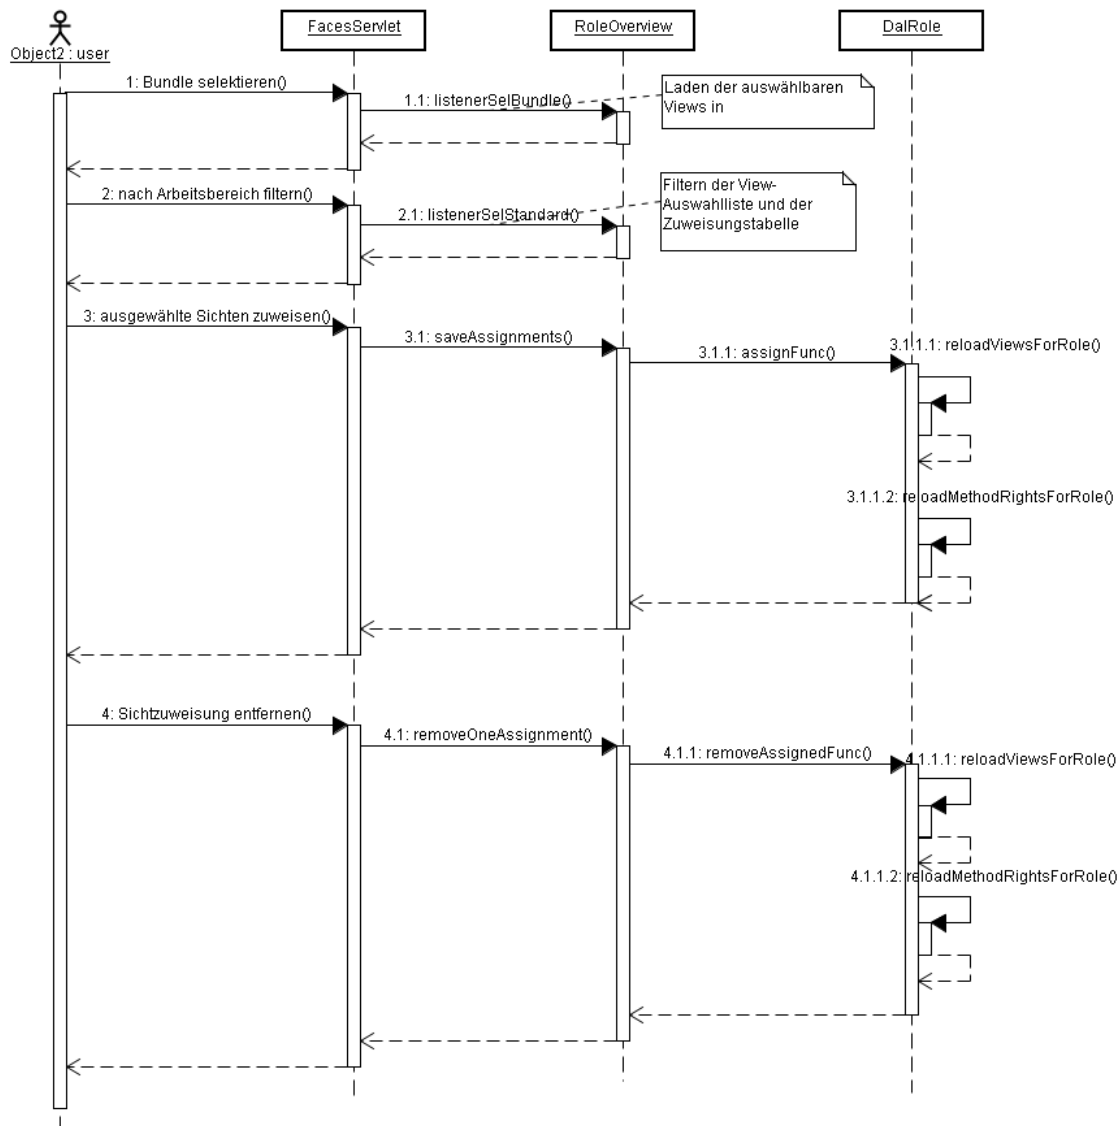 FacesServlet
RoleOverview
DalRole
Object2 : user
1: Bundle selektieren()
1.1: listenerSelBundle()
Laden der auswählbaren
Views in
2: nach Arbeitsbereich filtern()
2.1: listenerSelStandard()
Filtern der View-
Auswahlliste und der
Zuweisungstabelle
3: ausgewählte Sichten zuweisen()
3.1: saveAssignments()
3.1.1: assignFunc()
3.1.1.1: reloadViewsForRole()
3.1.1.2: reloadMethodRightsForRole()
4: Sichtzuweisung entfernen()
4.1: removeOneAssignment()
4.1.1: removeAssignedFunc()
4.1.1.1: reloadViewsForRole()
4.1.1.2: reloadMethodRightsForRole()